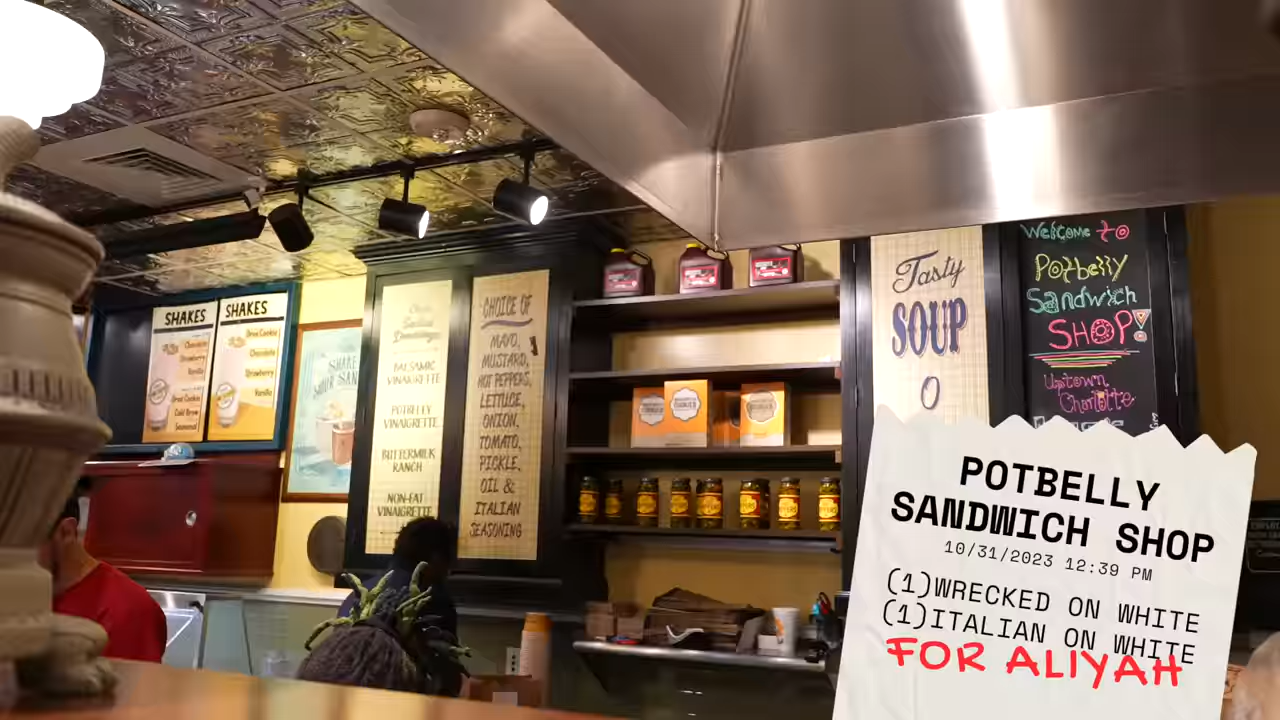 SHAKES
Chocolate
Strawberry
Vanilla
Oreo Cookie
Cold Brew
Seasonal
SHAKES
Oreo Cookie
Chocolate
Strawberry
Vanilla
SHAKE
YOUR
BALSAMIC
VINAIGRETTE
POTBELLY
VINAIGRETTE
BUTTERMILK
RANCH
NON-FAT
VINAIGRETTE
CHOICE OF
MAYO,
MUSTARD,
HOT PEPPERS,
LETTUCE,
ONION,
TOMATO,
PICKLE,
OIL &
ITALIAN
SEASONING
Tasty
SOUP
O
Welcome to
Potbelly
Sandwich
SHOP!
Uptown
Charlotte
POTBELLY
SANDWICH SHOP
10/31/2023 12:39 PM
(1)WRECKED ON WHITE
(1)ITALIAN ON WHITE
FOR ALIYAH